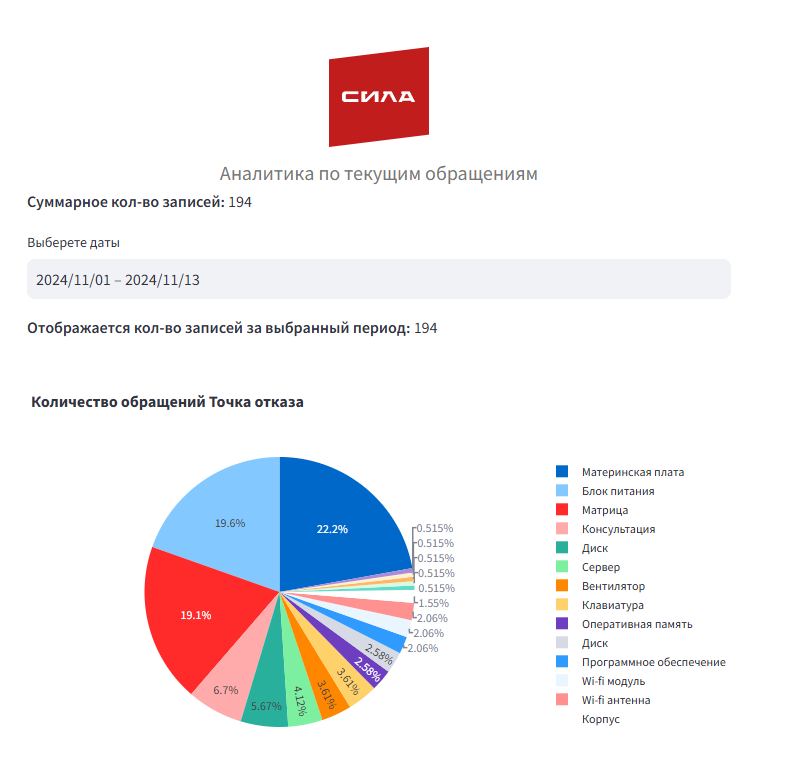 СИЛА
Аналитика по текущим обращениям
Суммарное кол-во записей: 194
Выберете даты
2024/11/01 – 2024/11/13
Отображается кол-во записей за выбранный период: 194
Количество обращений Точка отказа
22.2%
19.6%
19.1%
6.7%
5.67%
4.12%
3.61%
3.61%
2.58%
2.58%
2.06%
2.06%
2.06%
1.55%
0.515%
0.515%
0.515%
0.515%
0.515%
Материнская плата
Блок питания
Матрица
Консультация
Диск
Сервер
Вентилятор
Клавиатура
Оперативная память
Диск
Программное обеспечение
Wi-fi модуль
Wi-fi антенна
Корпус